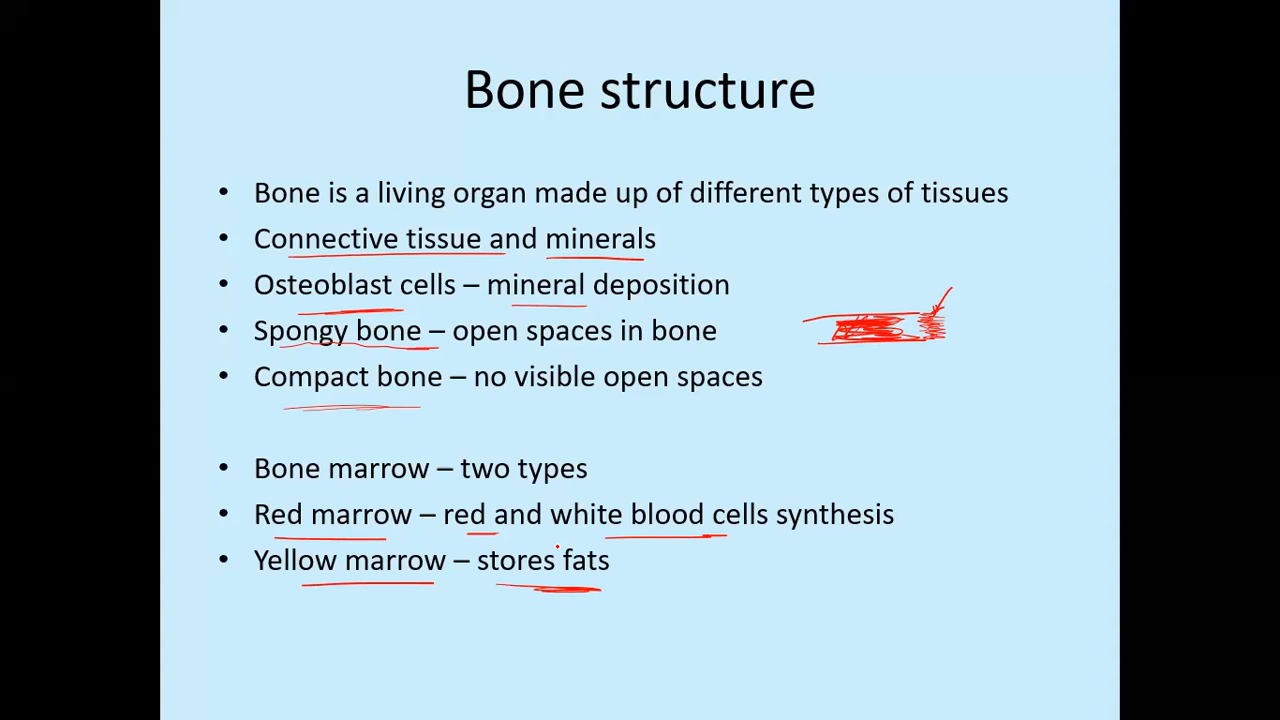 Bone structure
• Bone is a living organ made up of different types of tissues
• Connective tissue and minerals
• Osteoblast cells – mineral deposition
• Spongy bone – open spaces in bone
• Compact bone – no visible open spaces
• Bone marrow – two types
• Red marrow – red and white blood cells synthesis
• Yellow marrow – stores fats